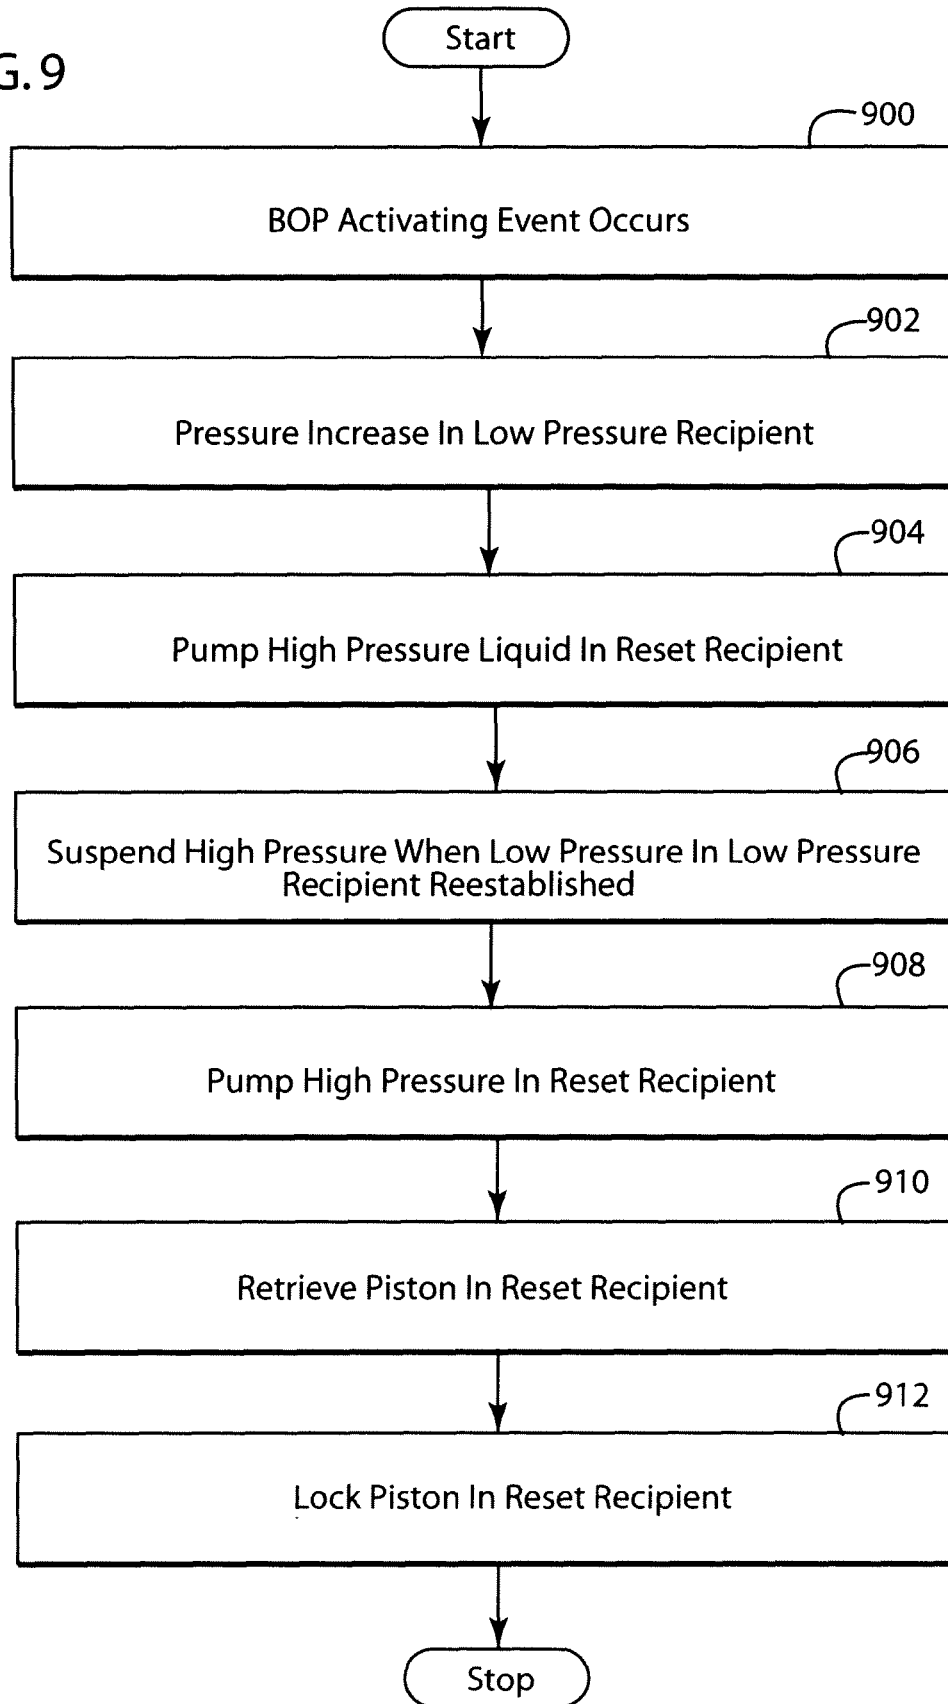 G. 9
Start
900
BOP Activating Event Occurs
902
Pressure Increase In Low Pressure Recipient
904
Pump High Pressure Liquid In Reset Recipient
906
Suspend High Pressure When Low Pressure In Low Pressure
Recipient Reestablished
908
Pump High Pressure In Reset Recipient
910
Retrieve Piston In Reset Recipient
912
Lock Piston In Reset Recipient
Stop